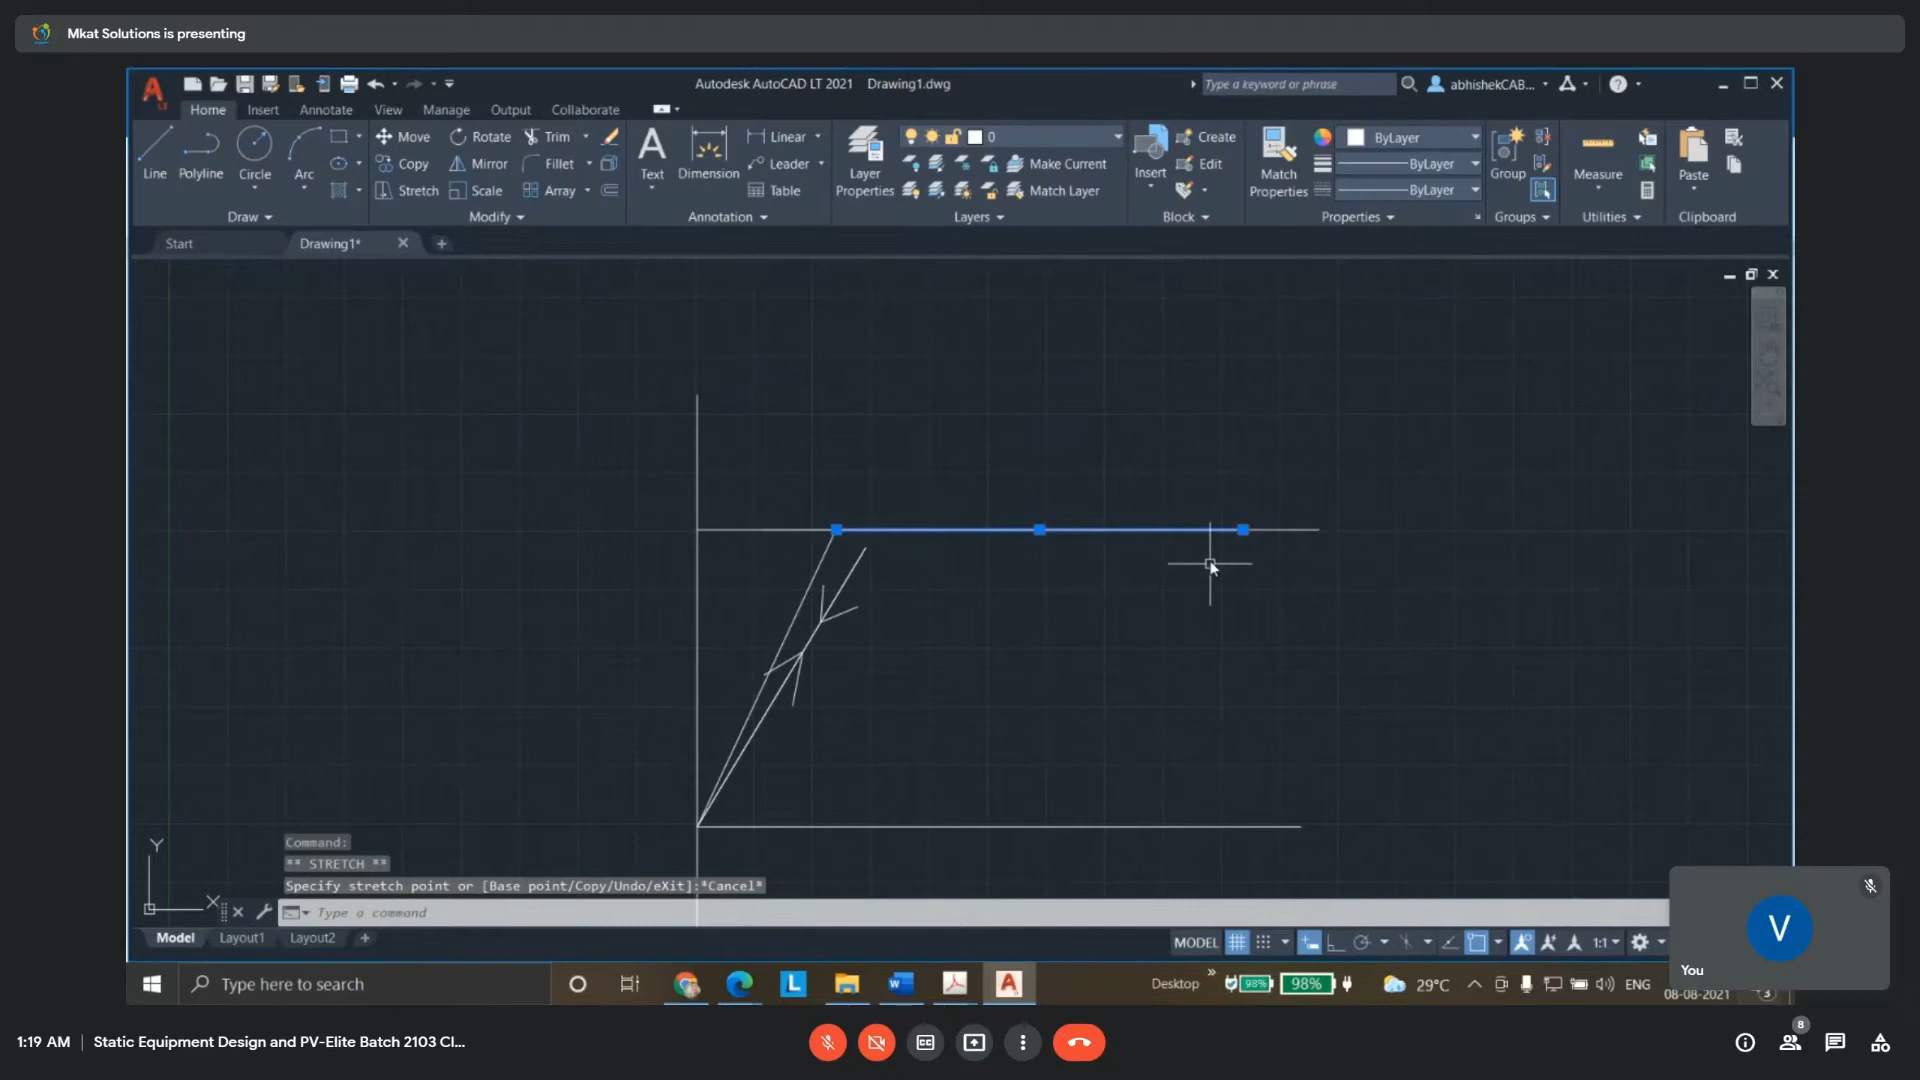 Mkat Solutions is presenting
Autodesk AutoCAD LT 2021 Drawing1.dwg
Type a keyword or phrase
abhishekCAB...
Home Insert Annotate View Manage Output Collaborate
Line Polyline Circle Arc
Move Rotate Trim
Copy Mirror Fillet
Stretch Scale Array
Text Dimension
Linear
Leader
Table
Layer Properties
0
Make Current
Match Layer
Insert
Create
Edit
Match Properties
ByLayer
ByLayer
ByLayer
Group
Measure
Paste
Draw Modify Annotation Layers Block Properties Groups Utilities Clipboard
Start Drawing1*
Y
X
Command:
** STRETCH **
Specify stretch point or [Base point/Copy/Undo/eXit]:*Cancel*
Type a command
Model Layout1 Layout2
MODEL
1:1
V
You
Type here to search
L
Desktop
98%
98%
29°C
ENG
08-08-2021
3
1:19 AM
Static Equipment Design and PV-Elite Batch 2103 Cl...
8